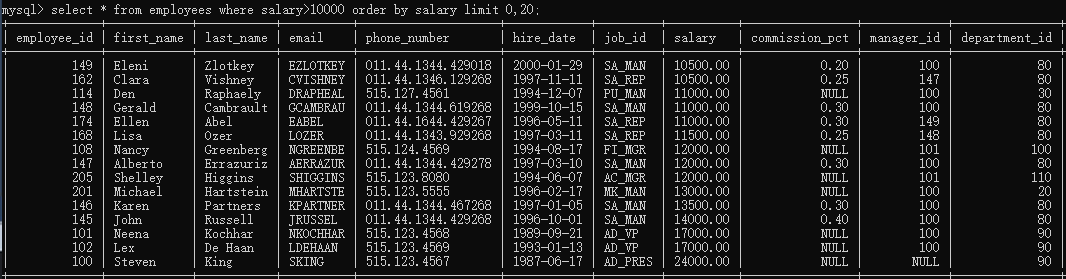 mysql> select * from employees where salary>10000 order by salary limit 0,20;
| employee_id | first_name | last_name | email | phone_number | hire_date | job_id | salary | commission_pct | manager_id | department_id |
| 149 | Eleni | Zlotkey | EZLOTKEY | 011.44.1344.429018 | 2000-01-29 | SA_MAN | 10500.00 | 0.20 | 100 | 80 |
| 162 | Clara | Vishney | CVISHNEY | 011.44.1346.129268 | 1997-11-11 | SA_REP | 10500.00 | 0.25 | 147 | 80 |
| 114 | Den | Raphaely | DRAPHEAL | 515.127.4561 | 1994-12-07 | PU_MAN | 11000.00 | NULL | 100 | 30 |
| 148 | Gerald | Cambrault | GCAMBRAU | 011.44.1344.619268 | 1999-10-15 | SA_MAN | 11000.00 | 0.30 | 100 | 80 |
| 174 | Ellen | Abel | EABEL | 011.44.1644.429267 | 1996-05-11 | SA_REP | 11000.00 | 0.30 | 149 | 80 |
| 168 | Lisa | Ozer | LOZER | 011.44.1343.929268 | 1997-03-11 | SA_REP | 11500.00 | 0.25 | 148 | 80 |
| 108 | Nancy | Greenberg | NGREENBE | 515.124.4569 | 1994-08-17 | FI_MGR | 12000.00 | NULL | 101 | 100 |
| 147 | Alberto | Errazuriz | AERRAZUR | 011.44.1344.429278 | 1997-03-10 | SA_MAN | 12000.00 | 0.30 | 100 | 80 |
| 205 | Shelley | Higgins | SHIGGINS | 515.123.8080 | 1994-06-07 | AC_MGR | 12000.00 | NULL | 101 | 110 |
| 201 | Michael | Hartstein | MHARTSTE | 515.123.5555 | 1996-02-17 | MK_MAN | 13000.00 | NULL | 100 | 20 |
| 146 | Karen | Partners | KPARTNER | 011.44.1344.467268 | 1997-01-05 | SA_MAN | 13500.00 | 0.30 | 100 | 80 |
| 145 | John | Russell | JRUSSEL | 011.44.1344.429268 | 1996-10-01 | SA_MAN | 14000.00 | 0.40 | 100 | 80 |
| 101 | Neena | Kochhar | NKOCHHAR | 515.123.4568 | 1989-09-21 | AD_VP | 17000.00 | NULL | 100 | 90 |
| 102 | Lex | De Haan | LDEHAAN | 515.123.4569 | 1993-01-13 | AD_VP | 17000.00 | NULL | 100 | 90 |
| 100 | Steven | King | SKING | 515.123.4567 | 1987-06-17 | AD_PRES | 24000.00 | NULL | NULL | 90 |